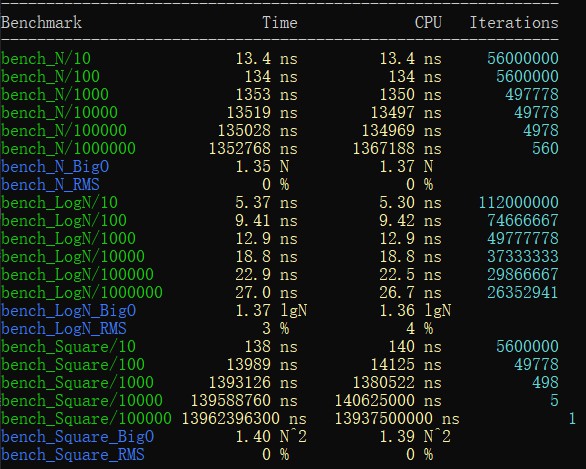 Benchmark Time CPU Iterations
bench_N/10 13.4 ns 13.4 ns 56000000
bench_N/100 134 ns 134 ns 5600000
bench_N/1000 1353 ns 1350 ns 497778
bench_N/10000 13519 ns 13497 ns 49778
bench_N/100000 135028 ns 134969 ns 4978
bench_N/1000000 1352768 ns 1367188 ns 560
bench_N_BigO 1.35 N 1.37 N
bench_N_RMS 0 % 0 %
bench_LogN/10 5.37 ns 5.30 ns 112000000
bench_LogN/100 9.41 ns 9.42 ns 74666667
bench_LogN/1000 12.9 ns 12.9 ns 49777778
bench_LogN/10000 18.8 ns 18.8 ns 37333333
bench_LogN/100000 22.9 ns 22.5 ns 29866667
bench_LogN/1000000 27.0 ns 26.7 ns 26352941
bench_LogN_BigO 1.37 lgN 1.36 lgN
bench_LogN_RMS 3 % 4 %
bench_Square/10 138 ns 140 ns 5600000
bench_Square/100 13989 ns 14125 ns 49778
bench_Square/1000 1393126 ns 1380522 ns 498
bench_Square/10000 139588760 ns 140625000 ns 5
bench_Square/100000 13962396300 ns 13937500000 ns 1
bench_Square_BigO 1.40 N^2 1.39 N^2
bench_Square_RMS 0 % 0 %